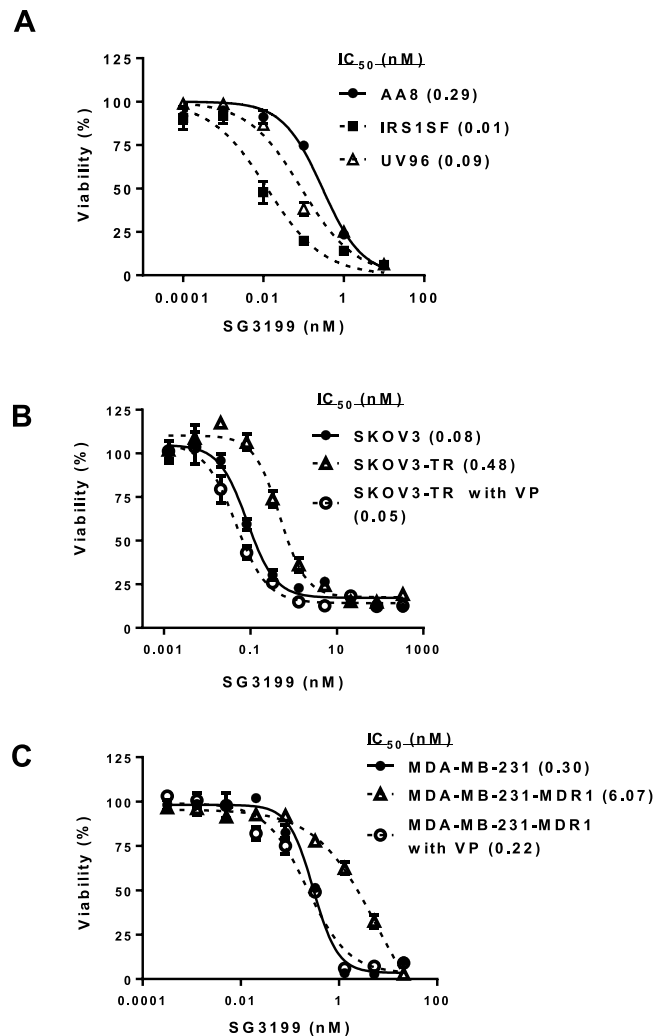 A
IC50 (nM)
AA8 (0.29)
IRS1SF (0.01)
UV96 (0.09)
125
100
75
50
25
0
Viability (%)
0.0001
0.01
1
100
SG3199 (nM)
B
IC50 (nM)
SKOV3 (0.08)
SKOV3-TR (0.48)
SKOV3-TR with VP
(0.05)
125
100
75
50
25
0
Viability (%)
0.001
0.1
10
1000
SG3199 (nM)
C
IC50 (nM)
MDA-MB-231 (0.30)
MDA-MB-231-MDR1 (6.07)
MDA-MB-231-MDR1
with VP (0.22)
125
100
75
50
25
0
Viability (%)
0.0001
0.01
1
100
SG3199 (nM)